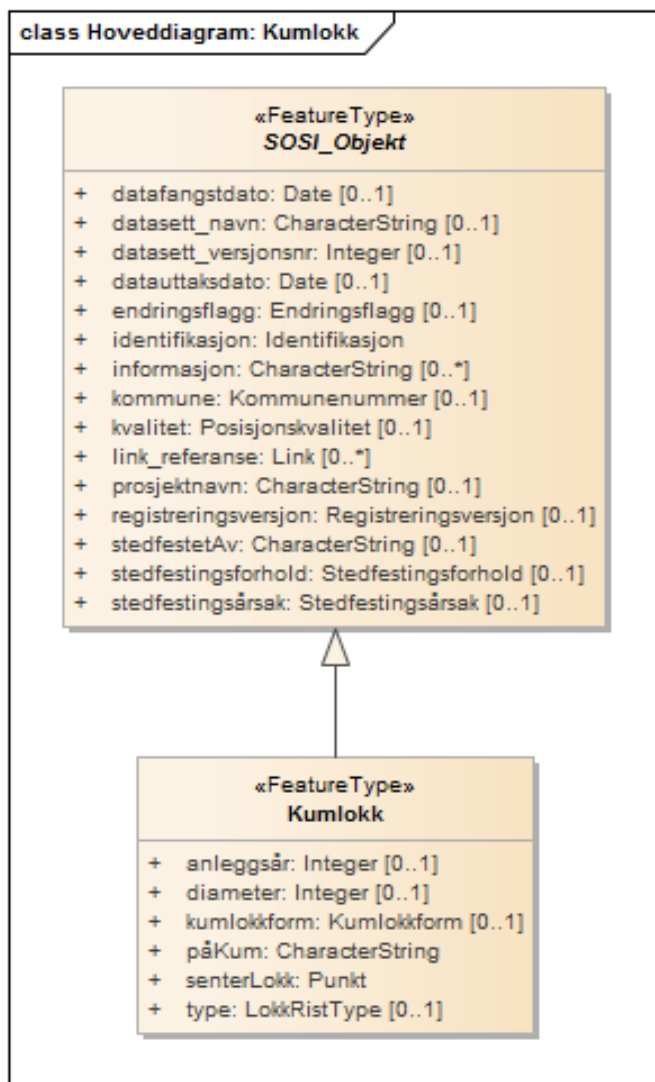 class Hoveddiagram: Kumlokk
«FeatureType»
SOSI_Objekt
+ datafangstdato: Date [0..1]
+ datasett_navn: CharacterString [0..1]
+ datasett_versjonsnr: Integer [0..1]
+ datauttaksdato: Date [0..1]
+ endringsflagg: Endringsflagg [0..1]
+ identifikasjon: Identifikasjon
+ informasjon: CharacterString [0..*]
+ kommune: Kommunenummer [0..1]
+ kvalitet: Posisjonskvalitet [0..1]
+ link_referanse: Link [0..*]
+ prosjektnavn: CharacterString [0..1]
+ registreringsversjon: Registreringsversjon [0..1]
+ stedfestetAv: CharacterString [0..1]
+ stedfestingsforhold: Stedfestingsforhold [0..1]
+ stedfestingsårsak: Stedfestingsårsak [0..1]
«FeatureType»
Kumlokk
+ anleggsår: Integer [0..1]
+ diameter: Integer [0..1]
+ kumlokkform: Kumlokkform [0..1]
+ påKum: CharacterString
+ senterLokk: Punkt
+ type: LokkRistType [0..1]